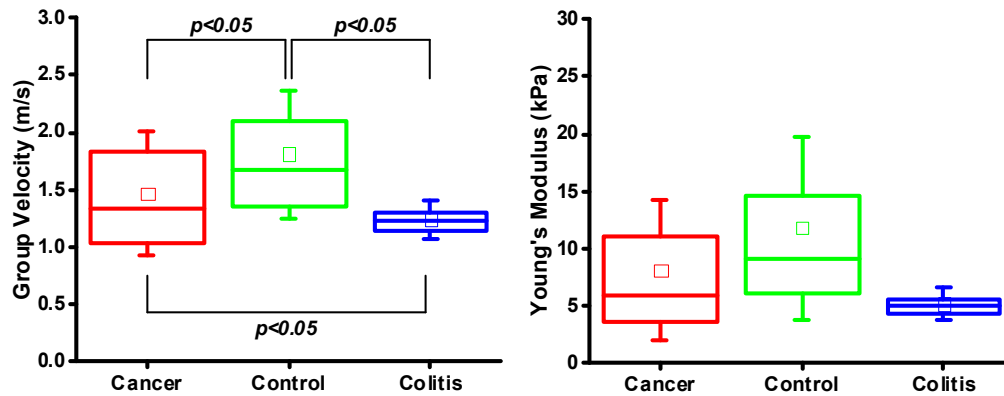 Group Velocity (m/s)
3.0
2.5
2.0
1.5
1.0
0.5
0.0
p<0.05
p<0.05
p<0.05
Cancer Control Colitis
Young's Modulus (kPa)
30
25
20
15
10
5
0
Cancer Control Colitis